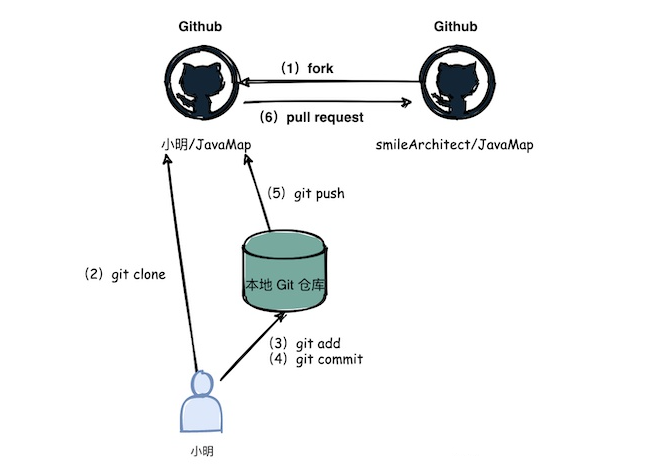 Github
Github
（1）fork
（6）pull request
小明/JavaMap
smileArchitect/JavaMap
（5）git push
（2）git clone
本地 Git 仓库
（3）git add
（4）git commit
小明